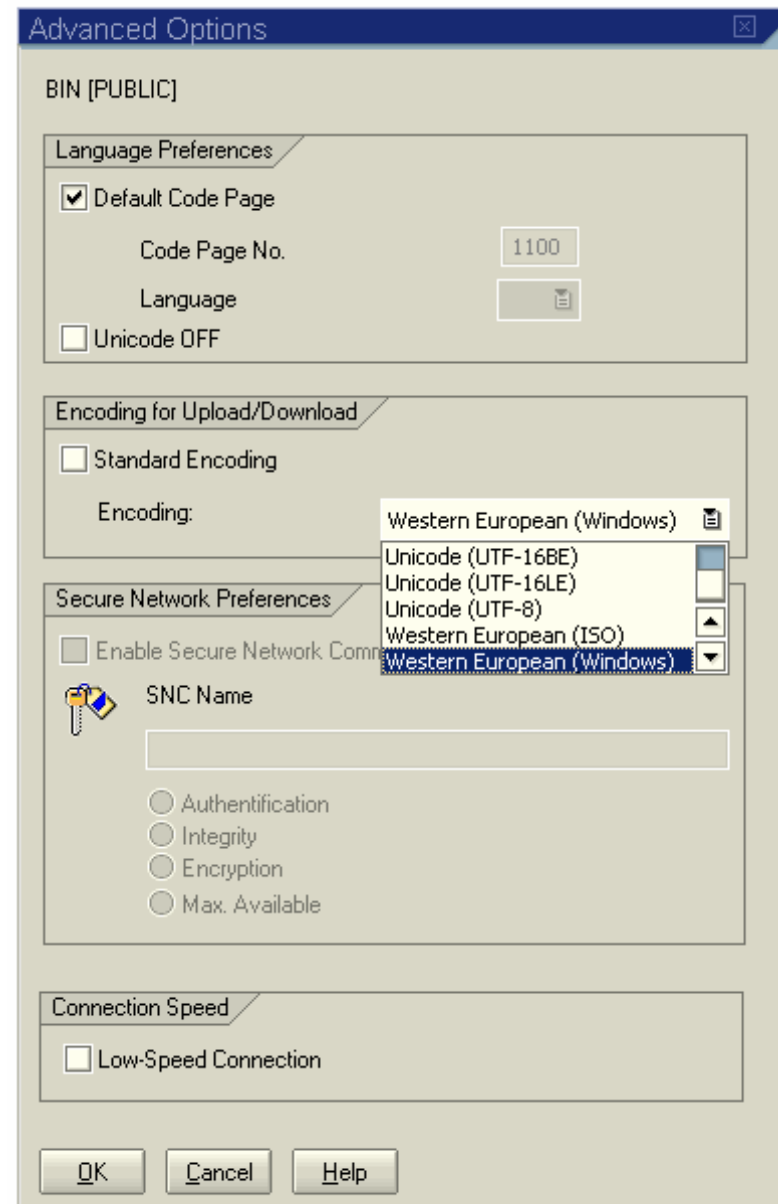 Advanced Options
BIN [PUBLIC]
Language Preferences
Default Code Page
Code Page No. 1100
Language
Unicode OFF
Encoding for Upload/Download
Standard Encoding
Encoding: Western European (Windows)
Unicode (UTF-16BE)
Unicode (UTF-16LE)
Unicode (UTF-8)
Western European (ISO)
Western European (Windows)
Secure Network Preferences
Enable Secure Network Comm
SNC Name
Authentification
Integrity
Encryption
Max. Available
Connection Speed
Low-Speed Connection
OK Cancel Help